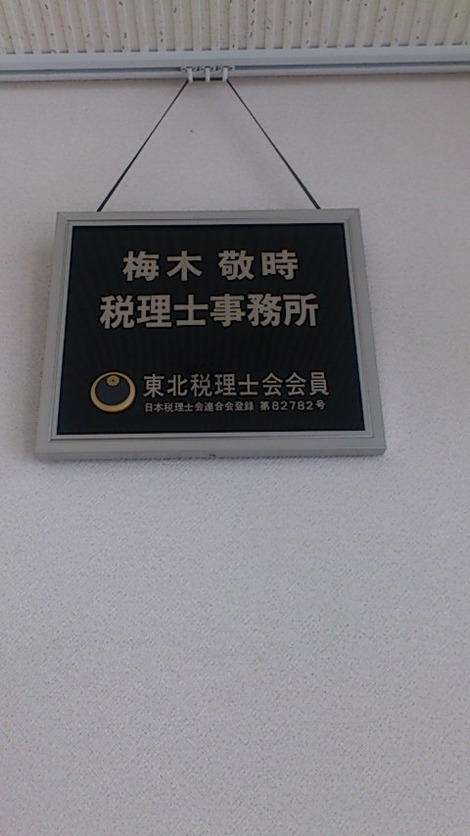 梅木 敬時
税理士事務所
東北税理士会会員
日本税理士会連合会登録 第82782号